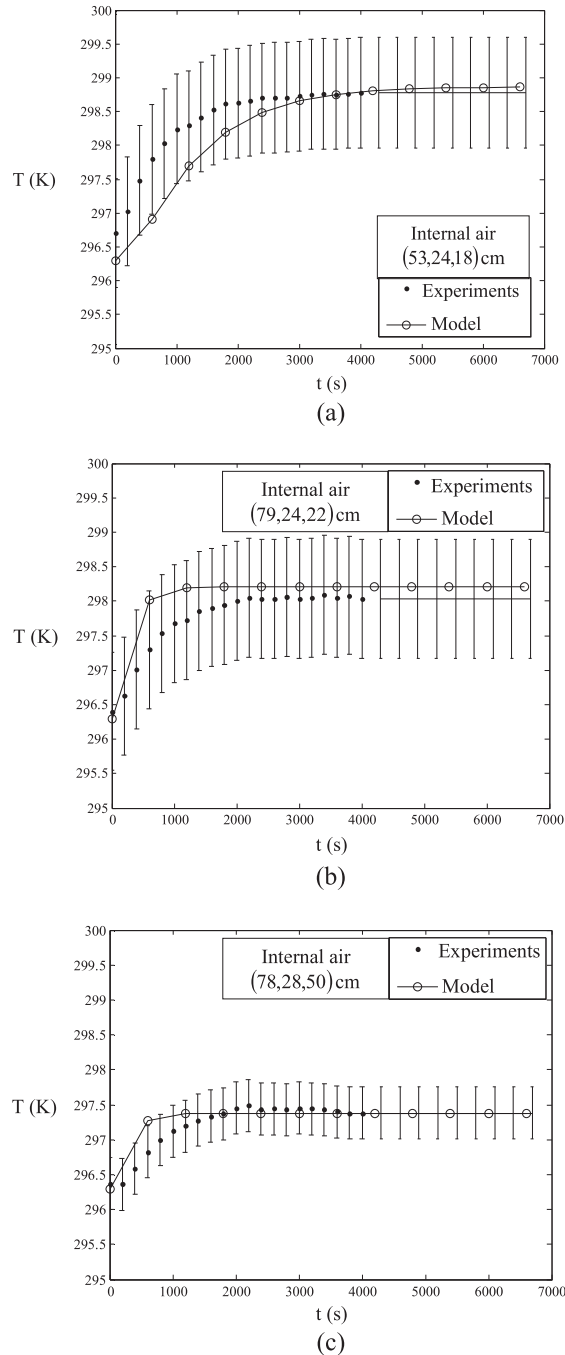 300
299.5
299
298.5
298
297.5
T (K)
297
296.5
296
295.5
295
Internal air
(53,24,18) cm
Experiments
Model
0 1000 2000 3000 4000 5000 6000 7000
t (s)
(a)
300
299.5
299
298.5
298
297.5
T (K)
297
296.5
296
295.5
295
Internal air
(79,24,22) cm
Experiments
Model
0 1000 2000 3000 4000 5000 6000 7000
t (s)
(b)
300
299.5
299
298.5
298
297.5
T (K)
297
296.5
296
295.5
295
Internal air
(78,28,50) cm
Experiments
Model
0 1000 2000 3000 4000 5000 6000 7000
t (s)
(c)